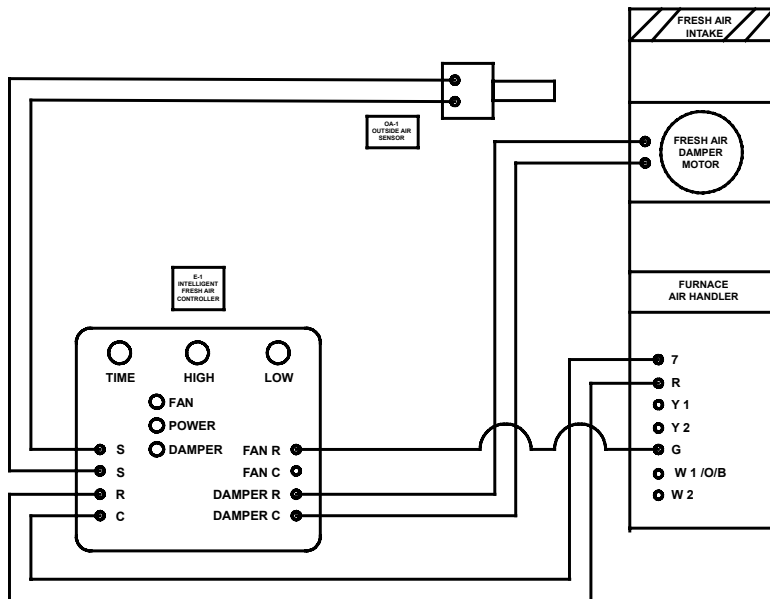 FRESH AIR
INTAKE
OA-1
OUTSIDE AIR
SENSOR
FRESH AIR
DAMPER
MOTOR
E-1
INTELLIGENT
FRESH AIR
CONTROLLER
FURNACE
AIR HANDLER
TIME
HIGH
LOW
FAN
POWER
DAMPER
S
S
R
C
FAN R
FAN C
DAMPER R
DAMPER C
7
R
Y 1
Y 2
G
W 1 /O/B
W 2